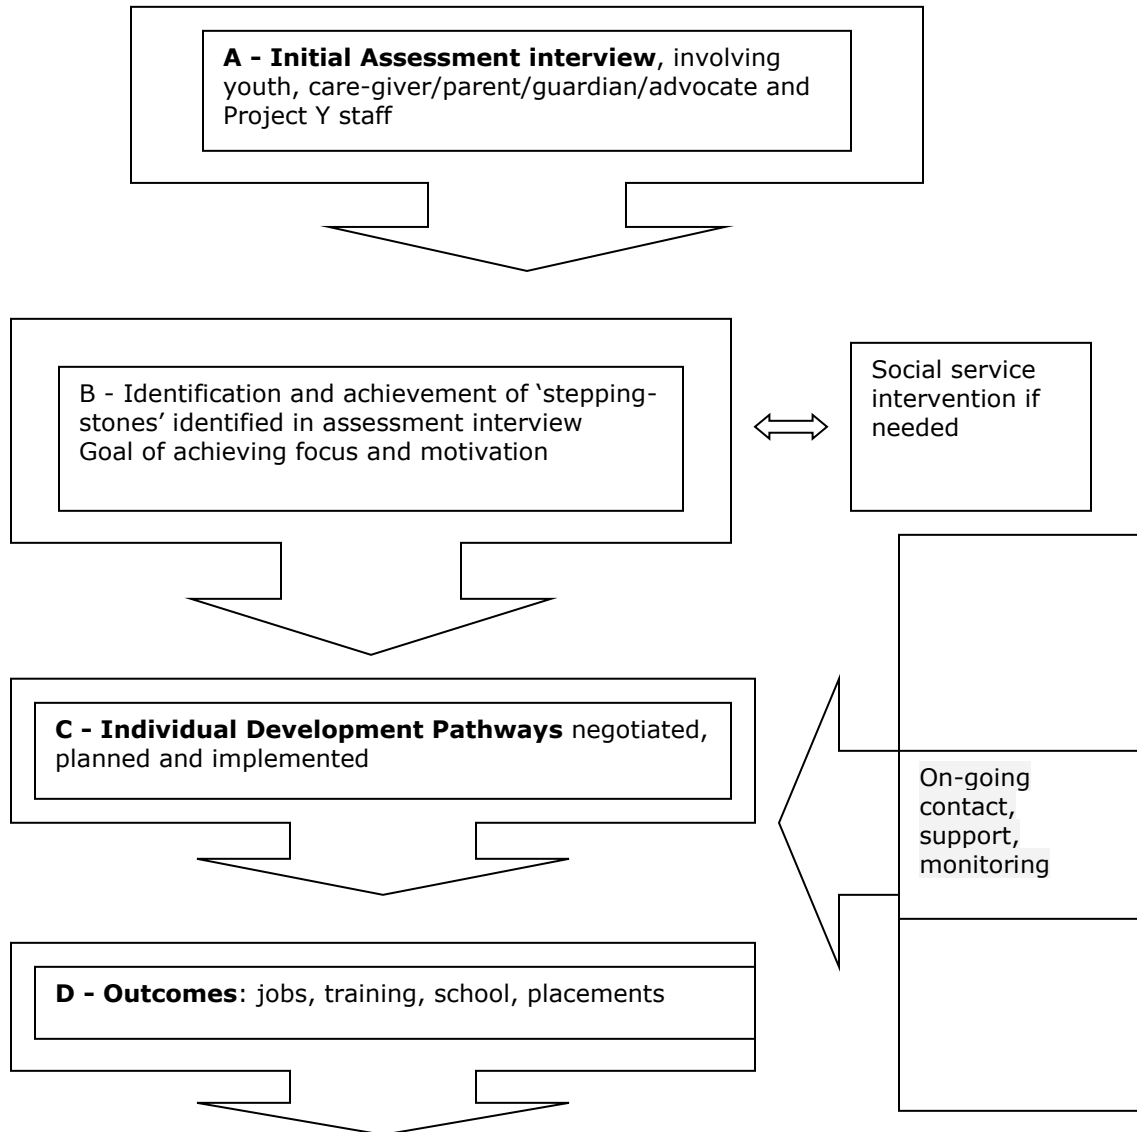 A - Initial Assessment interview, involving
youth, care-giver/parent/guardian/advocate and
Project Y staff
B - Identification and achievement of ‘stepping-
stones’ identified in assessment interview
Goal of achieving focus and motivation
Social service
intervention if
needed
C - Individual Development Pathways negotiated,
planned and implemented
On-going
contact,
support,
monitoring
D - Outcomes: jobs, training, school, placements